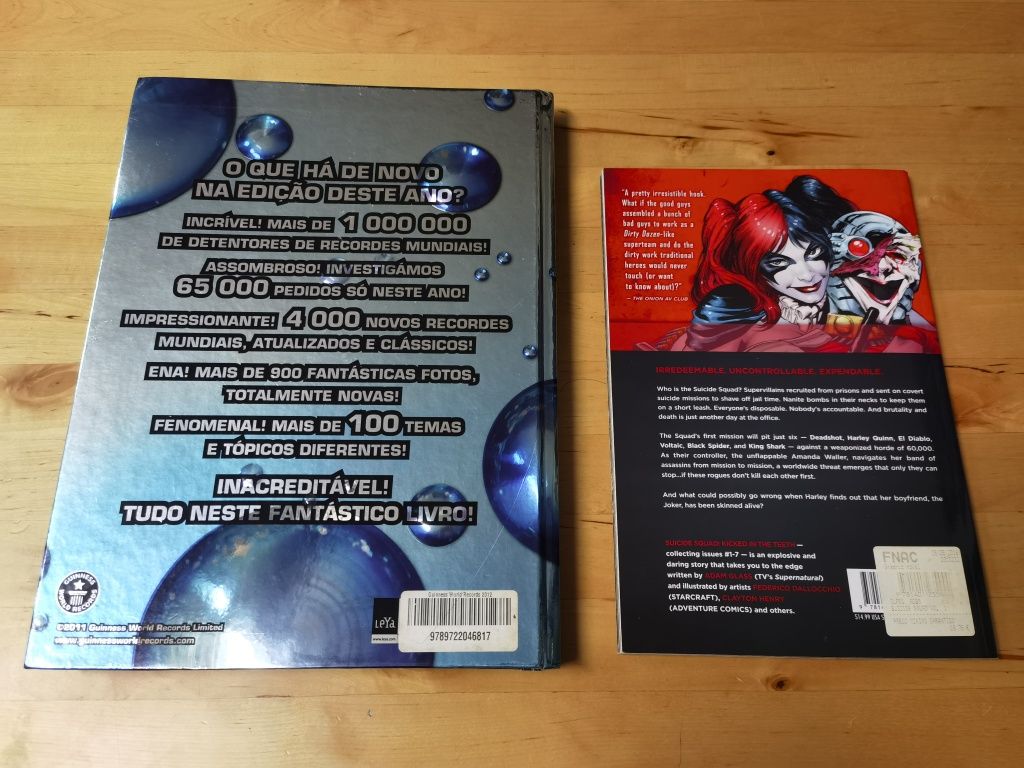 O QUE HÁ DE NOVO
NA EDIÇÃO DESTE ANO?
INCRÍVEL! MAIS DE 1 000 000
DE DETENTORES DE RECORDES MUNDIAIS!
ASSOMBROSO! INVESTIGÁMOS
65 000 PEDIDOS SÓ NESTE ANO!
IMPRESSIONANTE! 4 000 NOVOS RECORDES
MUNDIAIS, ATUALIZADOS E CLÁSSICOS!
ENA! MAIS DE 900 FANTÁSTICAS FOTOS,
TOTALMENTE NOVAS!
FENOMENAL! MAIS DE 100 TEMAS
E TÓPICOS DIFERENTES!
INACREDITÁVEL!
TUDO NESTE FANTÁSTICO LIVRO!
GUINNESS
WORLD RECORDS
©2011 Guinness World Records Limited
www.guinnessworldrecords.com
LeYa
www.leya.com
Guinness World Records 2012
9789722046817
"A pretty irresistible hook.
What if the good guys
assembled a bunch of
bad guys to work as a
Dirty Dozen-like
superteam and do the
dirty work traditional
heroes would never
touch (or want
to know about)?"
— THE ONION AV CLUB
IRREDEEMABLE. UNCONTROLLABLE. EXPENDABLE.
Who is the Suicide Squad? Supervillains recruited from prisons and sent on covert
suicide missions to shave off jail time. Nanite bombs in their necks to keep them
on a short leash. Everyone's disposable. Nobody's accountable. And brutality and
death is just another day at the office.
The Squad's first mission will pit just six — Deadshot, Harley Quinn, El Diablo,
Voltaic, Black Spider, and King Shark — against a weaponized horde of 60,000.
As their controller, the unflappable Amanda Waller, navigates her band of
assassins from mission to mission, a worldwide threat emerges that only they can
stop...if these rogues don't kill each other first.
And what could possibly go wrong when Harley finds out that her boyfriend, the
Joker, has been skinned alive?
SUICIDE SQUAD: KICKED IN THE TEETH —
collecting issues #1-7 — is an explosive and
daring story that takes you to the edge
written by ADAM GLASS (TV's Supernatural)
and illustrated by artists FEDERICO DALLOCCHIO
(STARCRAFT), CLAYTON HENRY
(ADVENTURE COMICS) and others.
FNAC
$14.99 USA